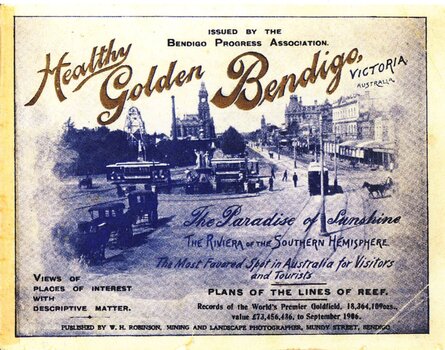 ISSUED BY THE
BENDIGO PROGRESS ASSOCIATION.
Healthy
Golden Bendigo,
VICTORIA
AUSTRALIA.
The Paradise of Sunshine
THE RIVIERA OF THE SOUTHERN HEMISPHERE
The Most Favored Spot in Australia for Visitors
and Tourists
VIEWS OF
PLACES OF INTEREST
WITH
DESCRIPTIVE MATTER.
PLANS OF THE LINES OF REEF.
Records of the World's Premier Goldfield, 18,364,109ozs.,
value £73,456,436, to September 1906.
PUBLISHED BY W. H. ROBINSON, MINING AND LANDSCAPE PHOTOGRAPHER, MUNDY STREET, BENDIGO